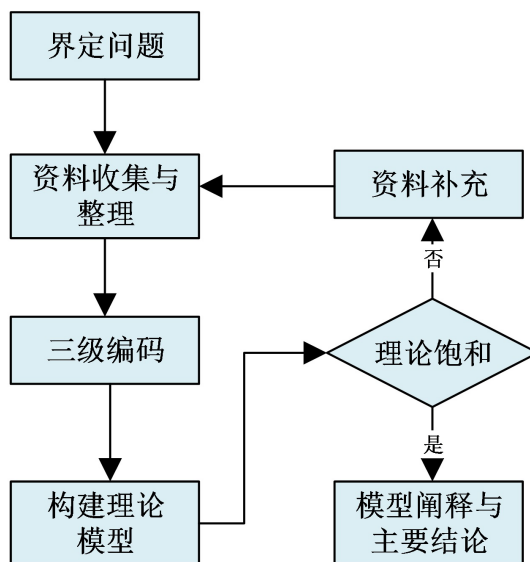 界定问题
资料收集与
整理
资料补充
否
三级编码
理论饱和
是
构建理论
模型
模型阐释与
主要结论